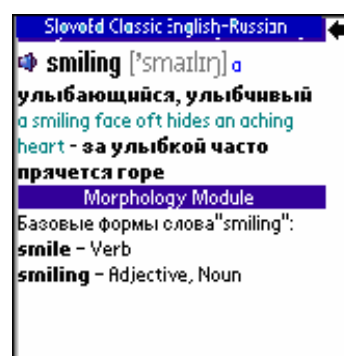 SlovoEd Classic English-Russian
smiling ['smaɪlɪŋ] a
улыбающийся, улыбчивый
a smiling face oft hides an aching
heart - за улыбкой часто
прячется горе
Morphology Module
Базовые формы слова"smiling":
smile - Verb
smiling - Adjective, Noun